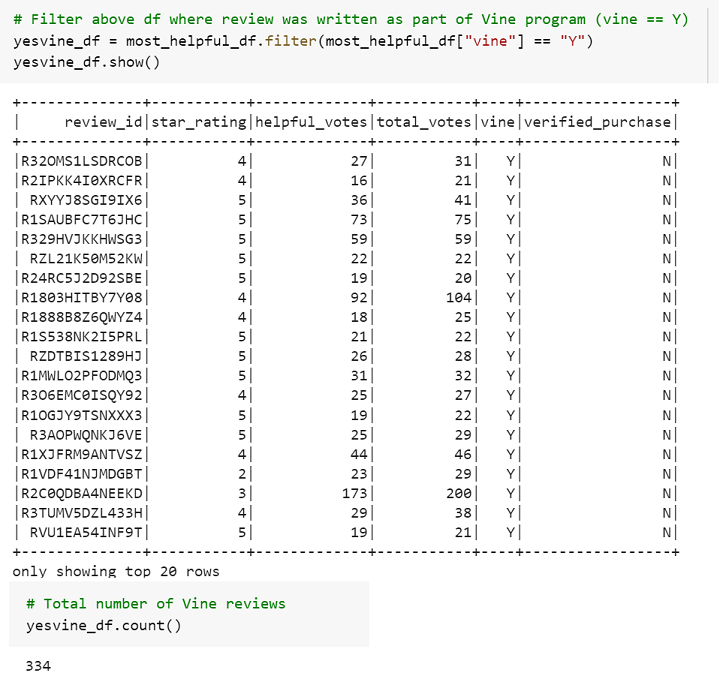 # Filter above df where review was written as part of Vine program (vine == Y)
yesvine_df = most_helpful_df.filter(most_helpful_df["vine"] == "Y")
yesvine_df.show()
+--------------+-----------+-------------+-----------+----+-----------------+
|     review_id|star_rating|helpful_votes|total_votes|vine|verified_purchase|
+--------------+-----------+-------------+-----------+----+-----------------+
|R32OMS1LSDRCOB|          4|           27|         31|   Y|                N|
|R2IPKK4I0XRCFR|          4|           16|         21|   Y|                N|
| RXYYJ8SGI9IX6|          5|           36|         41|   Y|                N|
|R1SAUBFC7T6JHC|          5|           73|         75|   Y|                N|
|R329HVJKKHWSG3|          5|           59|         59|   Y|                N|
| RZL21K50M52KW|          5|           22|         22|   Y|                N|
|R24RC5J2D92SBE|          5|           19|         20|   Y|                N|
|R1803HITBY7Y08|          4|           92|        104|   Y|                N|
|R1888B8Z6QWYZ4|          4|           18|         25|   Y|                N|
|R1S538NK2I5PRL|          5|           21|         22|   Y|                N|
| RZDTBIS1289HJ|          5|           26|         28|   Y|                N|
|R1MWLO2PFODMQ3|          5|           31|         32|   Y|                N|
|R3O6EMC0ISQY92|          4|           25|         27|   Y|                N|
|R1OGJY9TSNXXX3|          5|           19|         22|   Y|                N|
| R3AOPWQNKJ6VE|          5|           25|         29|   Y|                N|
|R1XJFRM9ANTVSZ|          4|           44|         46|   Y|                N|
|R1VDF41NJMDGBT|          2|           23|         29|   Y|                N|
|R2C0QDBA4NEEKD|          3|          173|        200|   Y|                N|
|R3TUMV5DZL433H|          4|           29|         38|   Y|                N|
| RVU1EA54INF9T|          5|           19|         21|   Y|                N|
+--------------+-----------+-------------+-----------+----+-----------------+
only showing top 20 rows
# Total number of Vine reviews
yesvine_df.count()
334